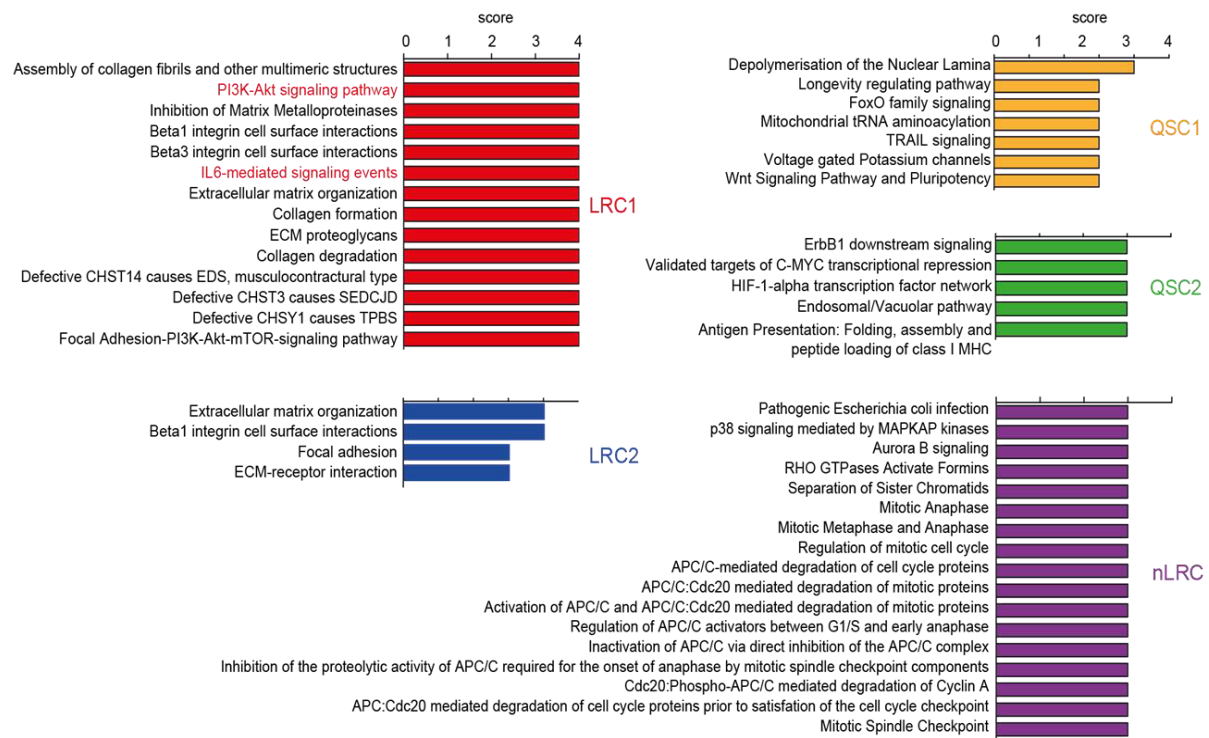 score
0 1 2 3 4
Assembly of collagen fibrils and other multimeric structures
PI3K-Akt signaling pathway
Inhibition of Matrix Metalloproteinases
Beta1 integrin cell surface interactions
Beta3 integrin cell surface interactions
IL6-mediated signaling events
Extracellular matrix organization
Collagen formation
ECM proteoglycans
Collagen degradation
Defective CHST14 causes EDS, musculocontractural type
Defective CHST3 causes SEDCJD
Defective CHSY1 causes TPBS
Focal Adhesion-PI3K-Akt-mTOR-signaling pathway
LRC1
Extracellular matrix organization
Beta1 integrin cell surface interactions
Focal adhesion
ECM-receptor interaction
LRC2
score
0 1 2 3 4
Depolymerisation of the Nuclear Lamina
Longevity regulating pathway
FoxO family signaling
Mitochondrial tRNA aminoacylation
TRAIL signaling
Voltage gated Potassium channels
Wnt Signaling Pathway and Pluripotency
QSC1
ErbB1 downstream signaling
Validated targets of C-MYC transcriptional repression
HIF-1-alpha transcription factor network
Endosomal/Vacuolar pathway
Antigen Presentation: Folding, assembly and
peptide loading of class I MHC
QSC2
Pathogenic Escherichia coli infection
p38 signaling mediated by MAPKAP kinases
Aurora B signaling
RHO GTPases Activate Formins
Separation of Sister Chromatids
Mitotic Anaphase
Mitotic Metaphase and Anaphase
Regulation of mitotic cell cycle
APC/C-mediated degradation of cell cycle proteins
APC/C:Cdc20 mediated degradation of mitotic proteins
Activation of APC/C and APC/C:Cdc20 mediated degradation of mitotic proteins
Regulation of APC/C activators between G1/S and early anaphase
Inactivation of APC/C via direct inhibition of the APC/C complex
Inhibition of the proteolytic activity of APC/C required for the onset of anaphase by mitotic spindle checkpoint components
Cdc20:Phospho-APC/C mediated degradation of Cyclin A
APC:Cdc20 mediated degradation of cell cycle proteins prior to satisfation of the cell cycle checkpoint
Mitotic Spindle Checkpoint
nLRC